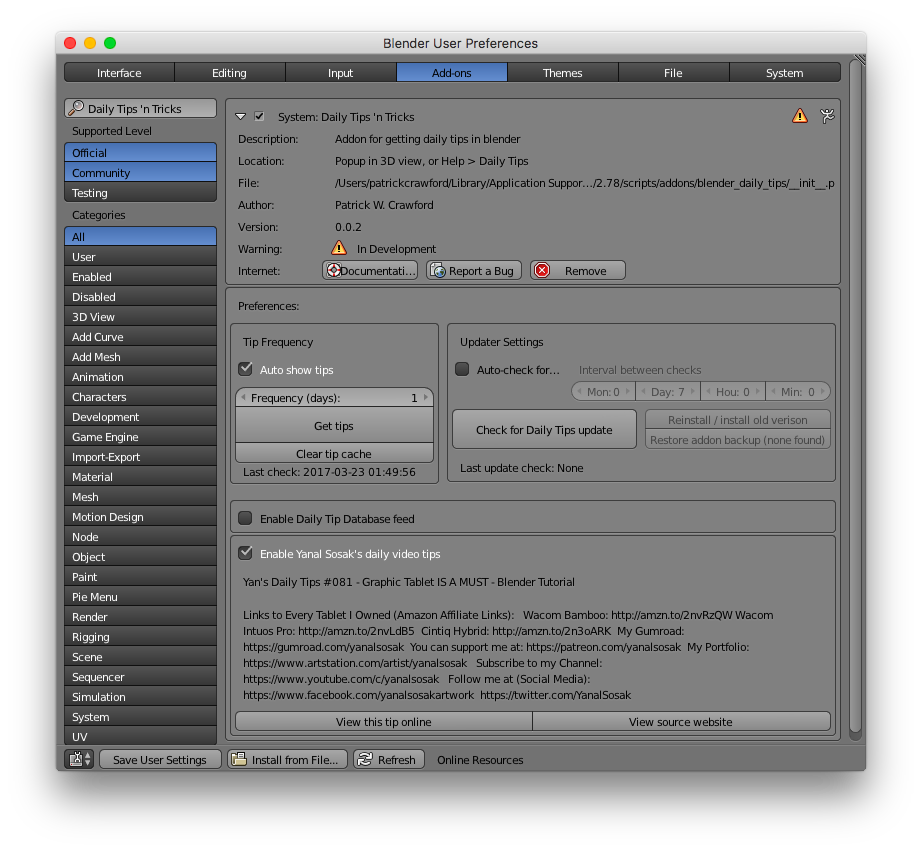 Blender User Preferences
Interface Editing Input Add-ons Themes File System
Daily Tips 'n Tricks
Supported Level
Official
Community
Testing
Categories
All
User
Enabled
Disabled
3D View
Add Curve
Add Mesh
Animation
Characters
Development
Game Engine
Import-Export
Material
Mesh
Motion Design
Node
Object
Paint
Pie Menu
Render
Rigging
Scene
Sequencer
Simulation
System
UV
System: Daily Tips 'n Tricks
Description: Addon for getting daily tips in blender
Location: Popup in 3D view, or Help > Daily Tips
File: /Users/patrickcrawford/Library/Application Suppor.../2.78/scripts/addons/blender_daily_tips/__init__.p
Author: Patrick W. Crawford
Version: 0.0.2
Warning: In Development
Internet: Documentati... Report a Bug Remove
Preferences:
Tip Frequency
Auto show tips
Frequency (days): 1
Get tips
Clear tip cache
Last check: 2017-03-23 01:49:56
Updater Settings
Auto-check for... Interval between checks
Mon: 0 Day: 7 Hou: 0 Min: 0
Check for Daily Tips update
Reinstall / install old verison
Restore addon backup (none found)
Last update check: None
Enable Daily Tip Database feed
Enable Yanal Sosak's daily video tips
Yan's Daily Tips #081 - Graphic Tablet IS A MUST - Blender Tutorial
Links to Every Tablet I Owned (Amazon Affiliate Links): Wacom Bamboo: http://amzn.to/2nvRzQW Wacom
Intuos Pro: http://amzn.to/2nvLdB5 Cintiq Hybrid: http://amzn.to/2n3oARK My Gumroad:
https://gumroad.com/yanalsosak You can support me at: https://patreon.com/yanalsosak My Portfolio:
https://www.artstation.com/artist/yanalsosak Subscribe to my Channel:
https://www.youtube.com/c/yanalsosak Follow me at (Social Media):
https://www.facebook.com/yanalsosakartwork https://twitter.com/YanalSosak
View this tip online View source website
Save User Settings Install from File... Refresh Online Resources